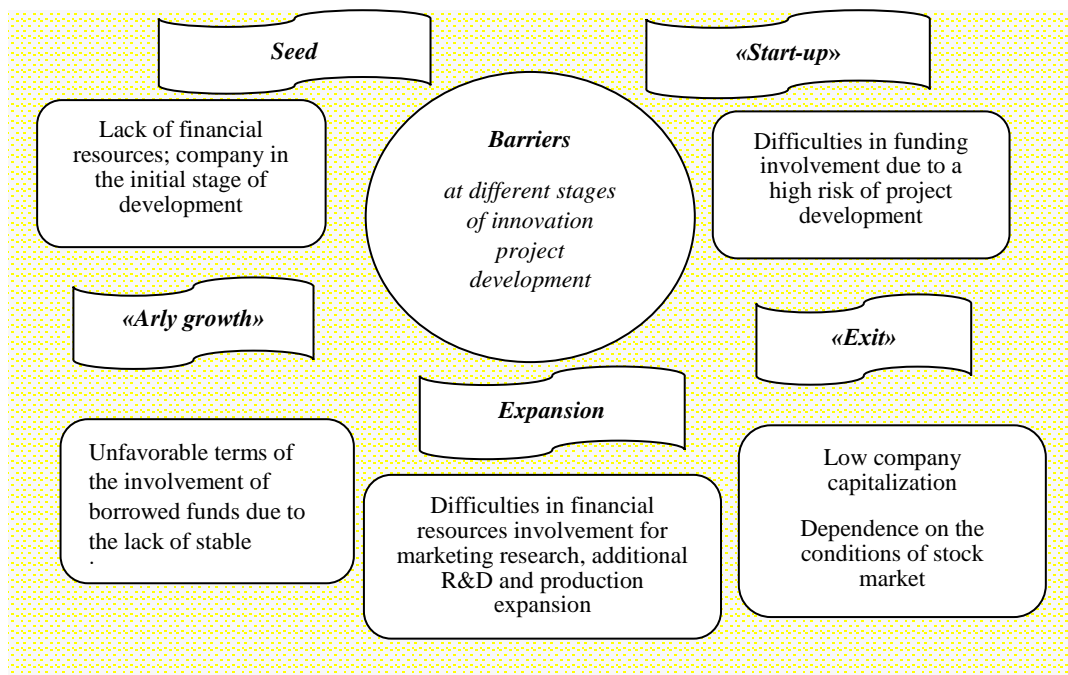 Seed
«Start-up»
Lack of financial
resources; company in
the initial stage of
development
Barriers
at different stages
of innovation
project
development
Difficulties in funding
involvement due to a
high risk of project
development
«Arly growth»
«Exit»
Expansion
Unfavorable terms of
the involvement of
borrowed funds due to
the lack of stable
.
Difficulties in financial
resources involvement for
marketing research, additional
R&D and production
expansion
Low company
capitalization
Dependence on the
conditions of stock
market